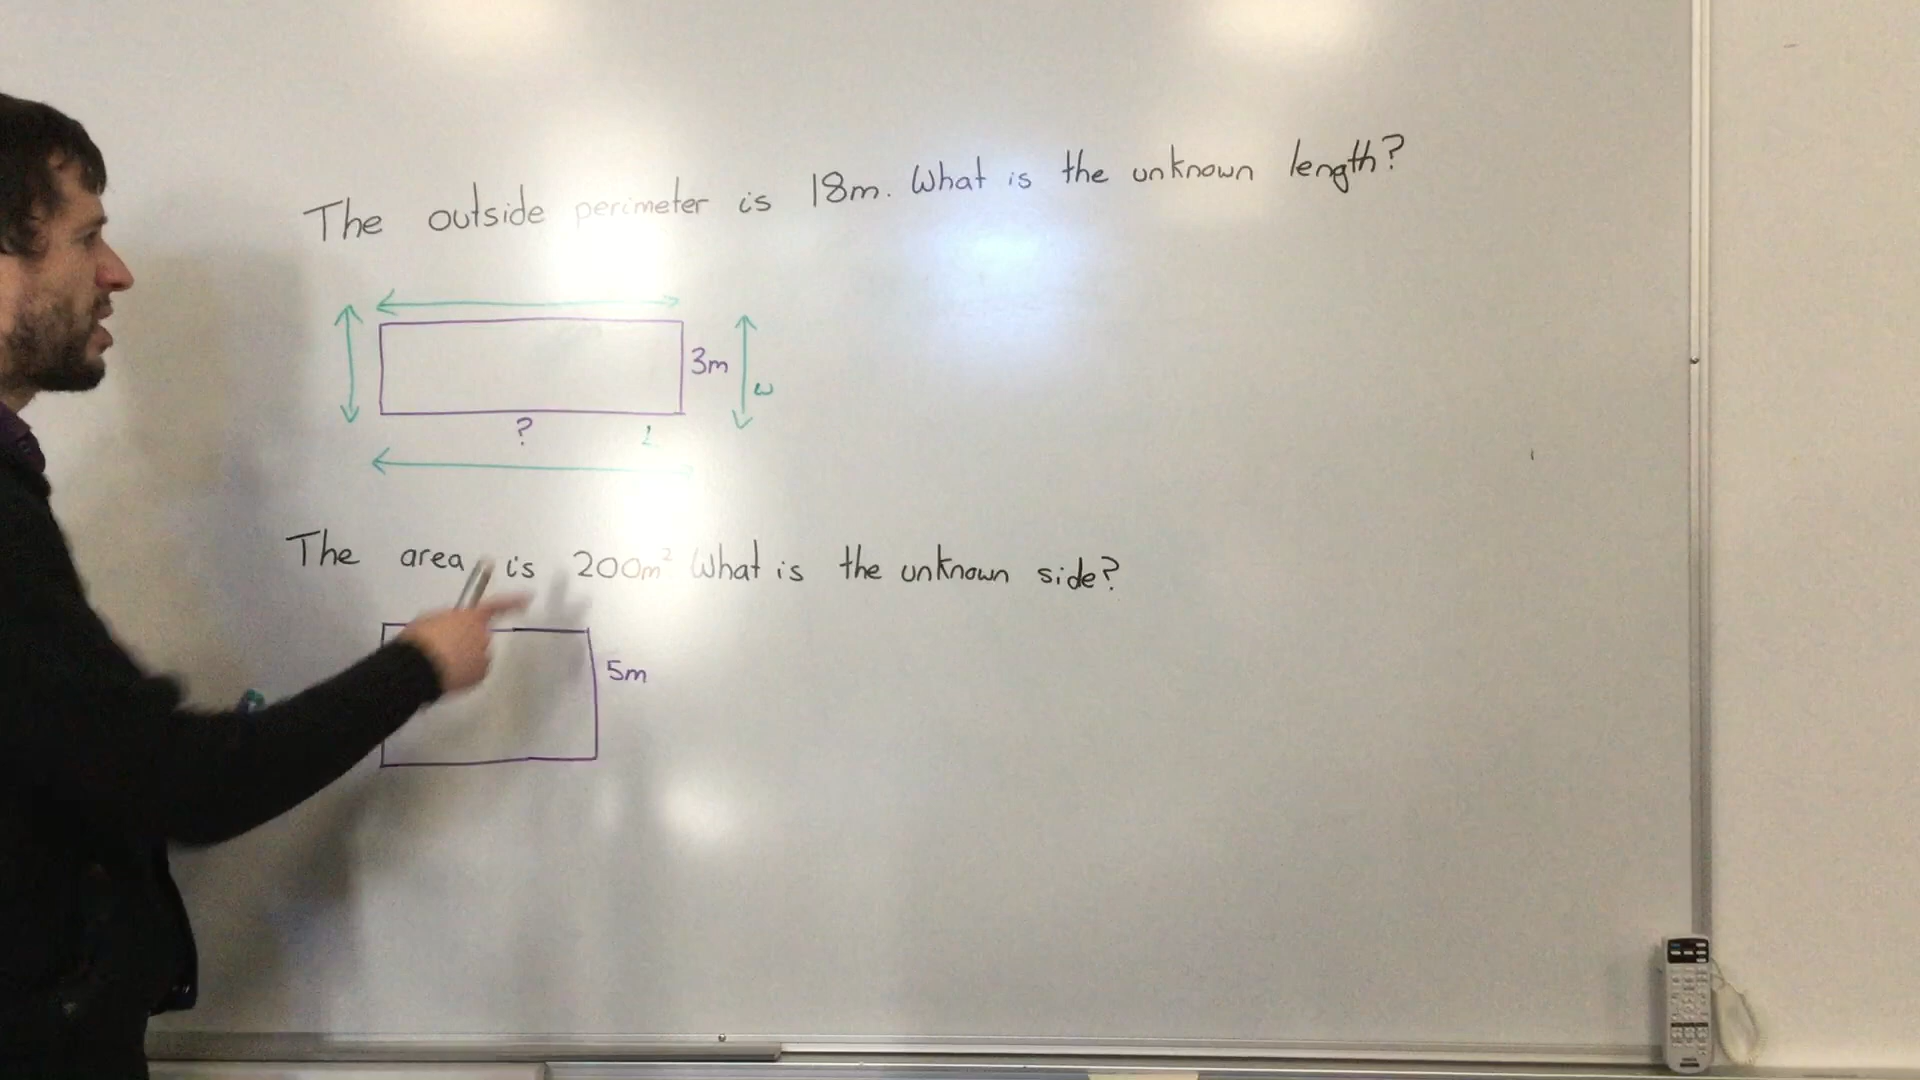 The outside perimeter is 18m. What is the unknown length?
3m
w
? l
The area is 200m² What is the unknown side?
5m